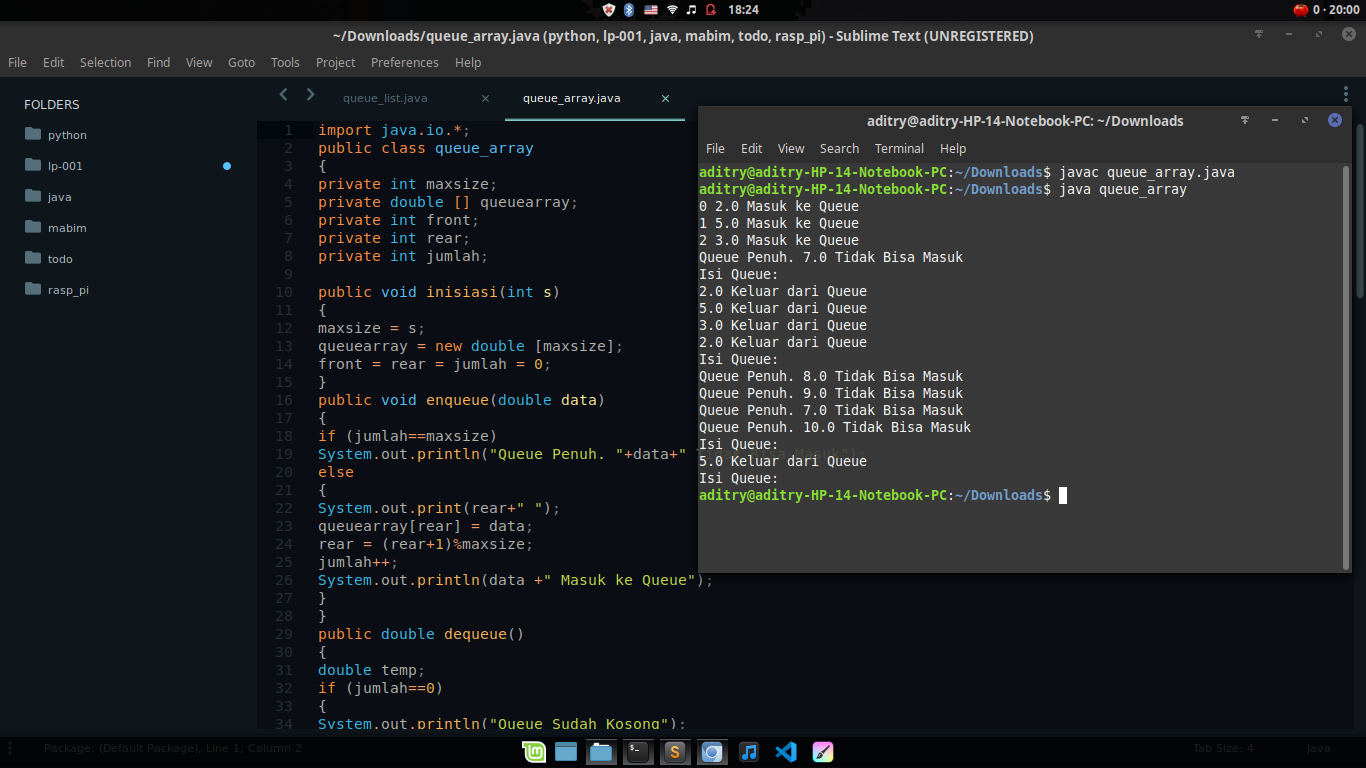 18:24
0 · 20:00
~/Downloads/queue_array.java (python, lp-001, java, mabim, todo, rasp_pi) - Sublime Text (UNREGISTERED)
File Edit Selection Find View Goto Tools Project Preferences Help
FOLDERS
python
lp-001
java
mabim
todo
rasp_pi
queue_list.java
queue_array.java
1 import java.io.*;
2 public class queue_array
3 {
4 private int maxsize;
5 private double [] queuearray;
6 private int front;
7 private int rear;
8 private int jumlah;
9
10 public void inisiasi(int s)
11 {
12 maxsize = s;
13 queuearray = new double [maxsize];
14 front = rear = jumlah = 0;
15 }
16 public void enqueue(double data)
17 {
18 if (jumlah==maxsize)
19 System.out.println("Queue Penuh. "+data+" Tidak Bisa Masuk");
20 else
21 {
22 System.out.print(rear+" ");
23 queuearray[rear] = data;
24 rear = (rear+1)%maxsize;
25 jumlah++;
26 System.out.println(data +" Masuk ke Queue");
27 }
28 }
29 public double dequeue()
30 {
31 double temp;
32 if (jumlah==0)
33 {
34 System.out.println("Queue Sudah Kosong");
aditry@aditry-HP-14-Notebook-PC: ~/Downloads
File Edit View Search Terminal Help
aditry@aditry-HP-14-Notebook-PC:~/Downloads$ javac queue_array.java
aditry@aditry-HP-14-Notebook-PC:~/Downloads$ java queue_array
0 2.0 Masuk ke Queue
1 5.0 Masuk ke Queue
2 3.0 Masuk ke Queue
Queue Penuh. 7.0 Tidak Bisa Masuk
Isi Queue:
2.0 Keluar dari Queue
5.0 Keluar dari Queue
3.0 Keluar dari Queue
2.0 Keluar dari Queue
Isi Queue:
Queue Penuh. 8.0 Tidak Bisa Masuk
Queue Penuh. 9.0 Tidak Bisa Masuk
Queue Penuh. 7.0 Tidak Bisa Masuk
Queue Penuh. 10.0 Tidak Bisa Masuk
Isi Queue:
5.0 Keluar dari Queue
Isi Queue:
aditry@aditry-HP-14-Notebook-PC:~/Downloads$
Package: (Default Package), Line 1, Column 2
Tab Size: 4
Java